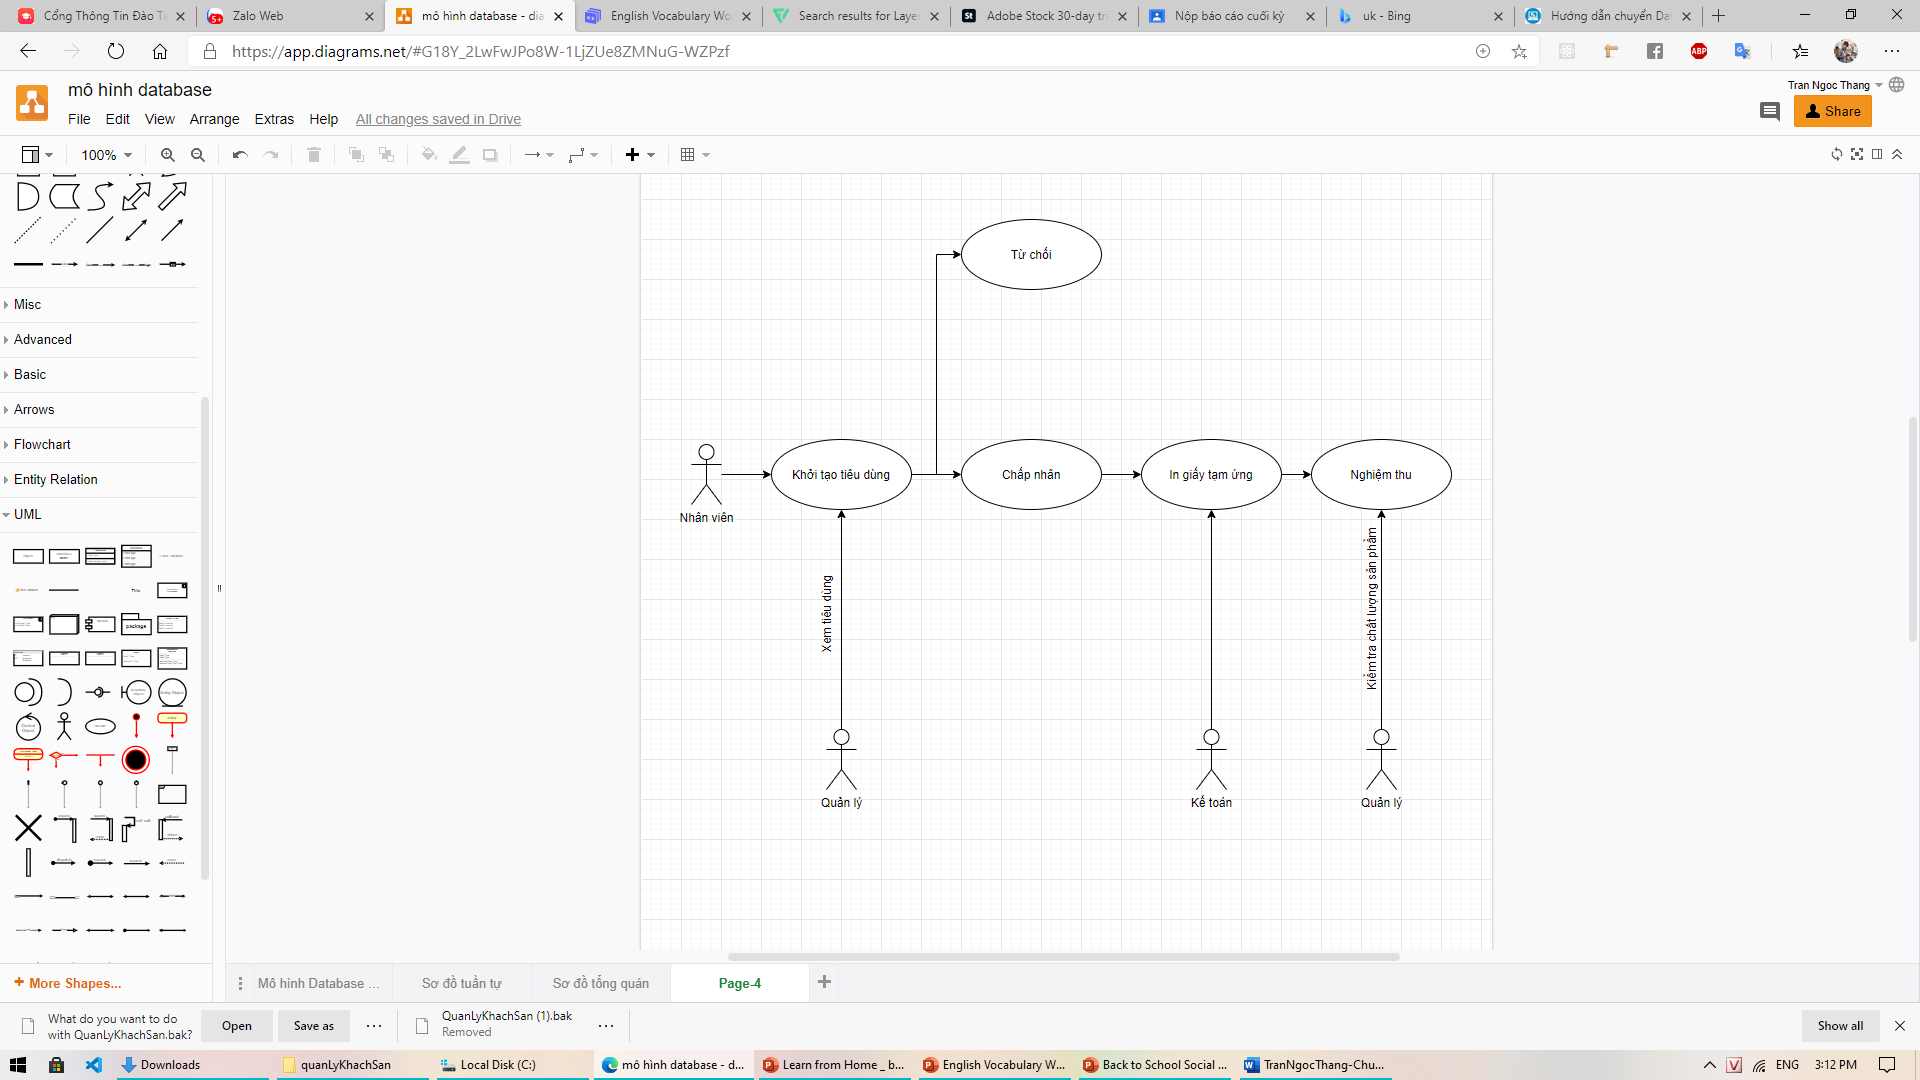 Cổng Thông Tin Đào Tạ
Zalo Web
mô hình database - dia
English Vocabulary Wo
Search results for Laye
Adobe Stock 30-day tr
Nộp báo cáo cuối kỳ
uk - Bing
Hướng dẫn chuyển Da
https://app.diagrams.net/#G18Y_2LwFwJPo8W-1LjZUe8ZMNuG-WZPzf
mô hình database
Tran Ngoc Thang
File Edit View Arrange Extras Help All changes saved in Drive
Share
100%
Misc
Advanced
Basic
Arrows
Flowchart
Entity Relation
UML
Title
package
Từ chối
Khởi tạo tiêu dùng
Chấp nhân
In giấy tạm ứng
Nghiệm thu
Nhân viên
Xem tiêu dùng
Kiểm tra chất lượng sản phẩm
Quản lý
Kế toán
Quản lý
More Shapes...
Mô hình Database ...
Sơ đồ tuần tự
Sơ đồ tổng quán
Page-4
What do you want to do
with QuanLyKhachSan.bak?
Open
Save as
QuanLyKhachSan (1).bak
Removed
Show all
Downloads
quanLyKhachSan
Local Disk (C:)
mô hình database - d...
Learn from Home _ b...
English Vocabulary W...
Back to School Social ...
TranNgocThang-Chu...
ENG
3:12 PM